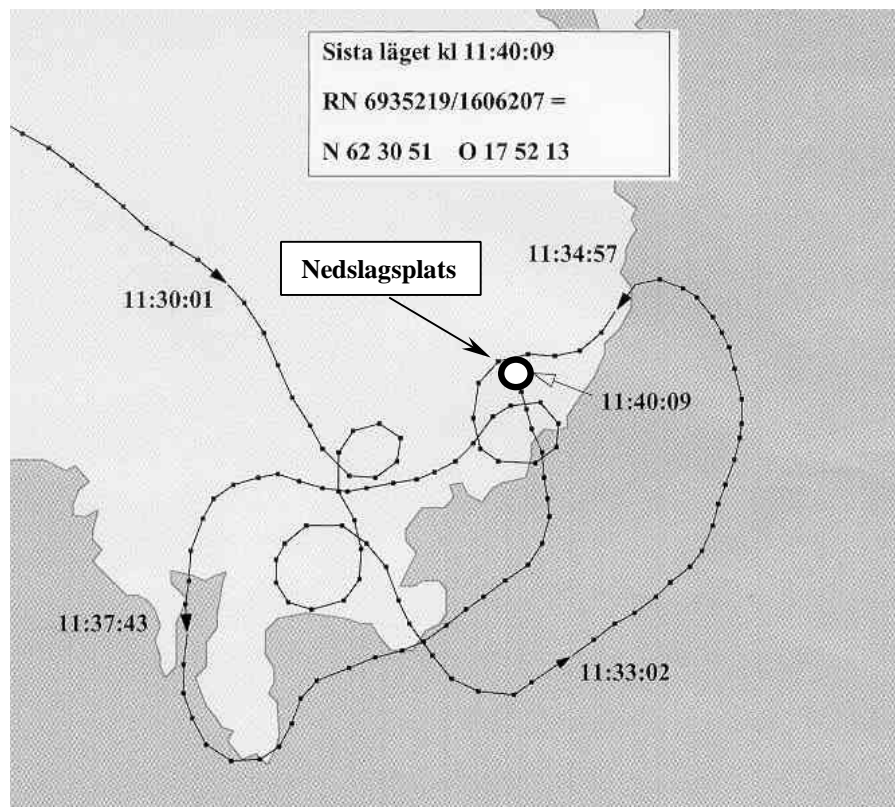 Sista läget kl 11:40:09
RN 6935219/1606207 =
N 62 30 51 O 17 52 13
11:34:57
Nedslagsplats
11:30:01
11:40:09
11:37:43
11:33:02